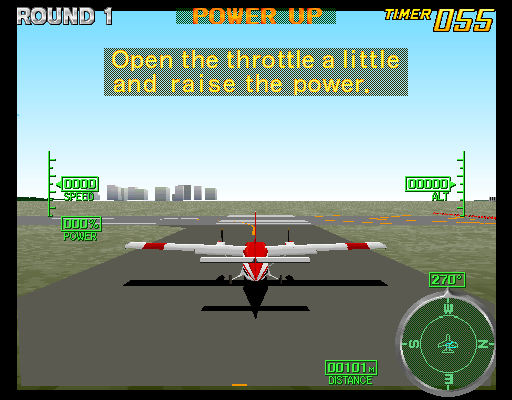 ROUND 1
POWER UP
TIMER 055
Open the throttle a little
and raise the power.
0000
SPEED
00000
ALT
000%
POWER
270°
W
S
N
E
00101M
DISTANCE